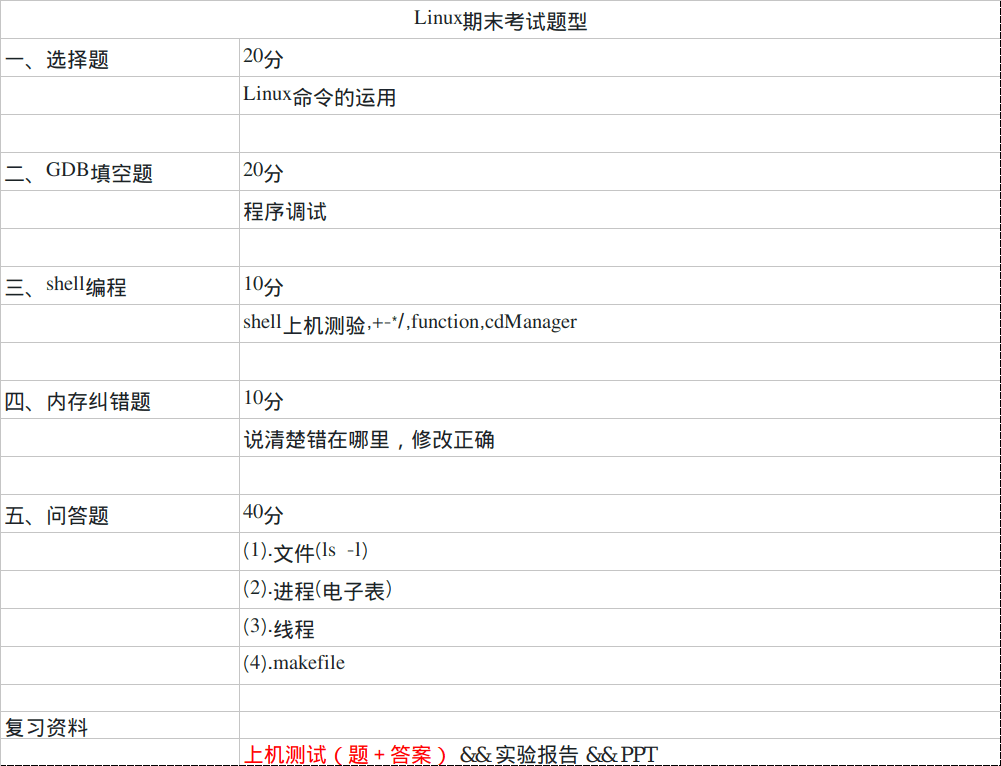 Linux期末考试题型
一、选择题 20分
Linux命令的运用
二、GDB填空题 20分
程序调试
三、shell编程 10分
shell上机测验,+-*/,function,cdManager
四、内存纠错题 10分
说清楚错在哪里，修改正确
五、问答题 40分
(1).文件(ls -l)
(2).进程(电子表)
(3).线程
(4).makefile
复习资料
上机测试（题+答案） &&实验报告 &&PPT